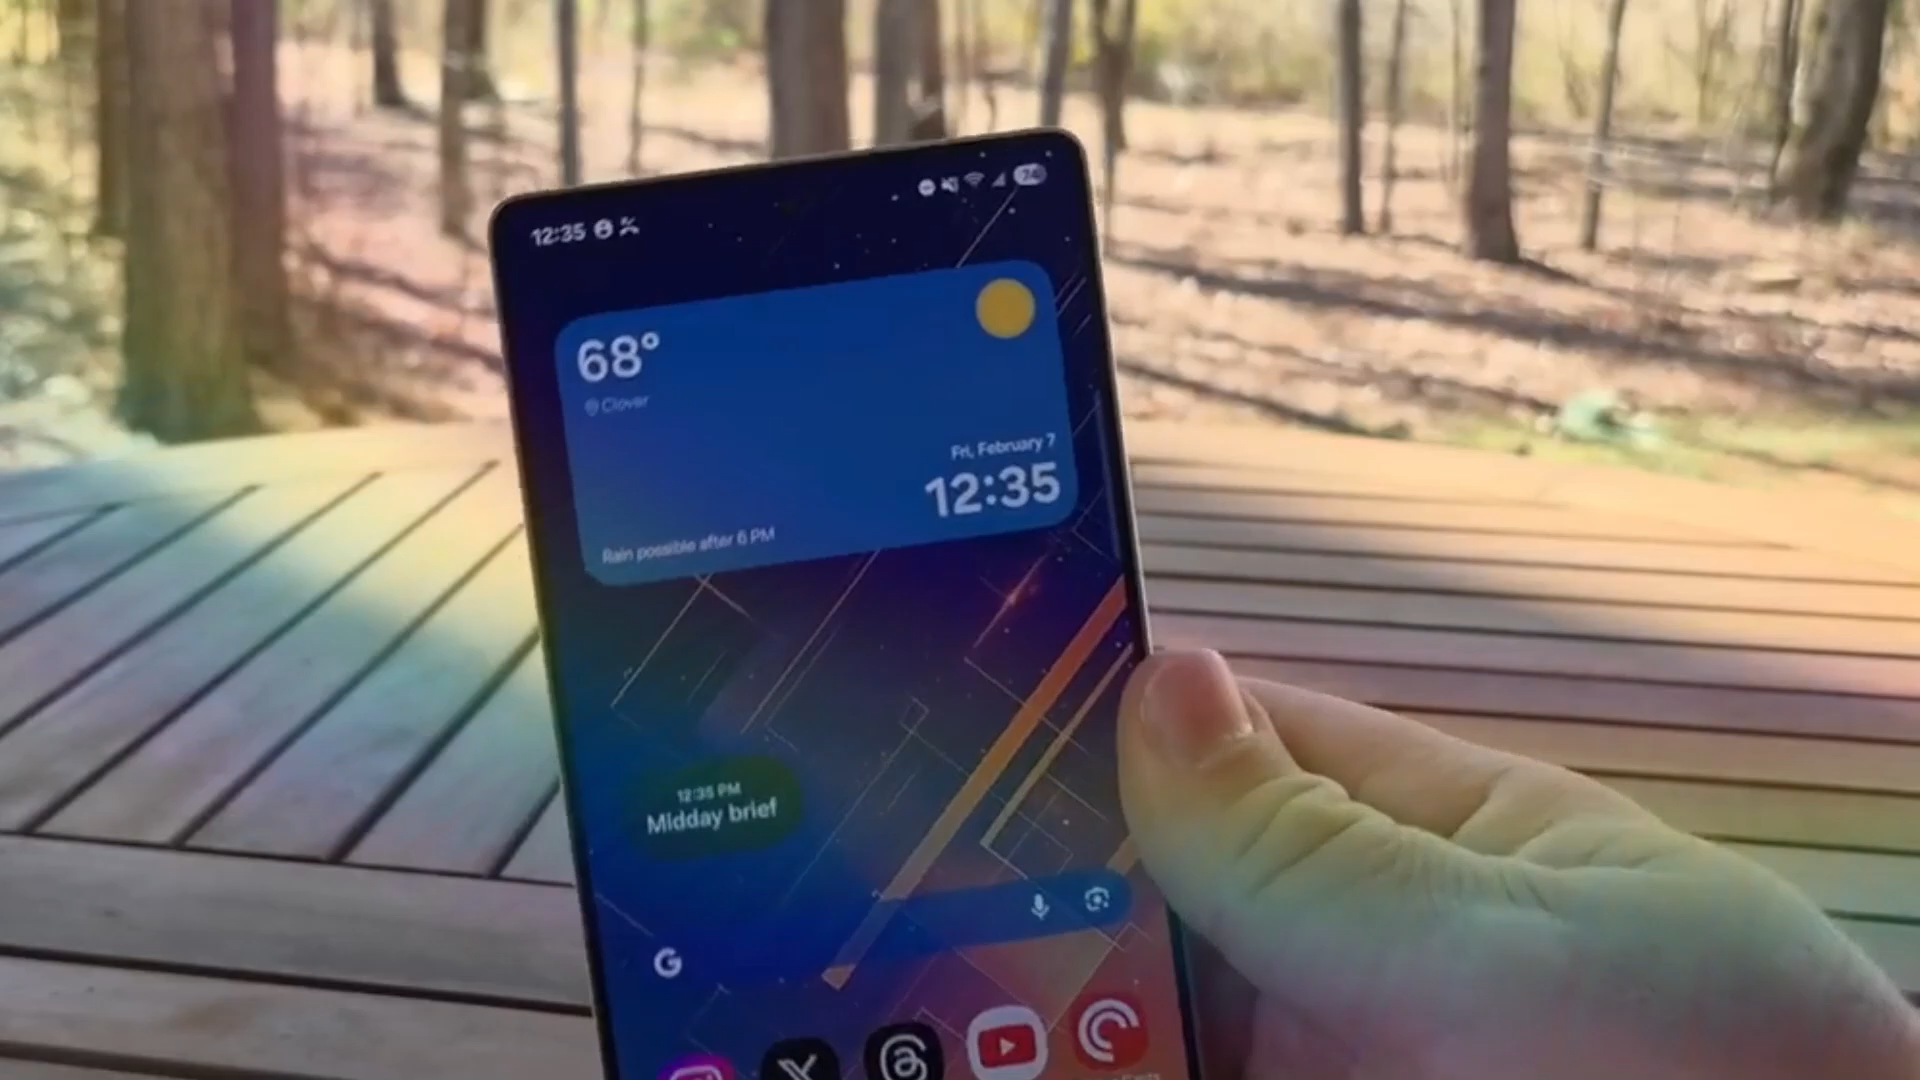 12:35
74
68°
Clover
Fri, February 7
12:35
Rain possible after 6 PM
12:35 PM
Midday brief
G